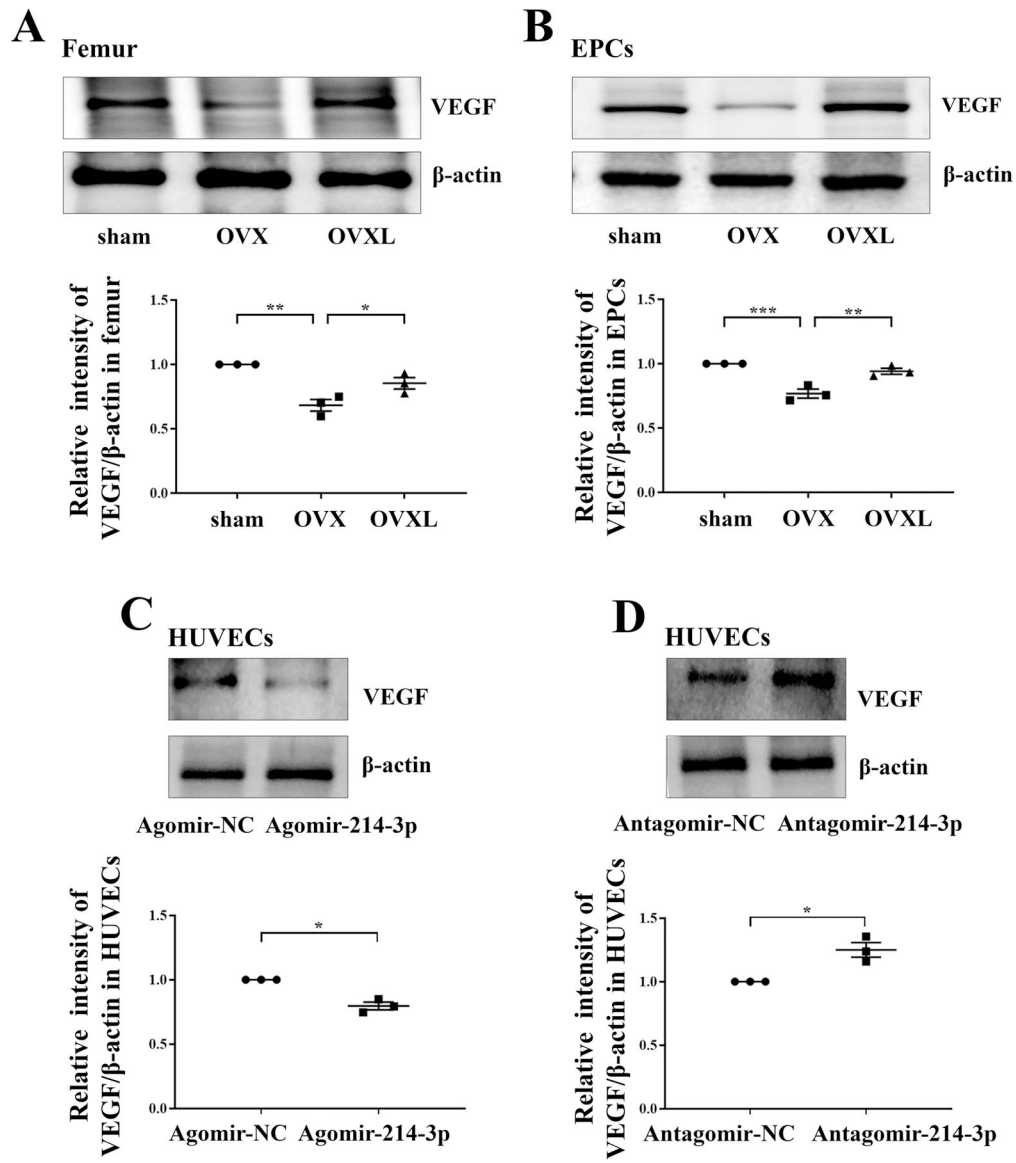 A
Femur
VEGF
β-actin
sham OVX OVXL
Relative intensity of
VEGF/β-actin in femur
1.5
1.0
0.5
0.0
** *
sham OVX OVXL
B
EPCs
VEGF
β-actin
sham OVX OVXL
Relative intensity of
VEGF/β-actin in EPCs
1.5
1.0
0.5
0.0
*** **
sham OVX OVXL
C
HUVECs
VEGF
β-actin
Agomir-NC Agomir-214-3p
Relative intensity of
VEGF/β-actin in HUVECs
1.5
1.0
0.5
0.0
*
Agomir-NC Agomir-214-3p
D
HUVECs
VEGF
β-actin
Antagomir-NC Antagomir-214-3p
Relative intensity of
VEGF/β-actin in HUVECs
1.5
1.0
0.5
0.0
*
Antagomir-NC Antagomir-214-3p